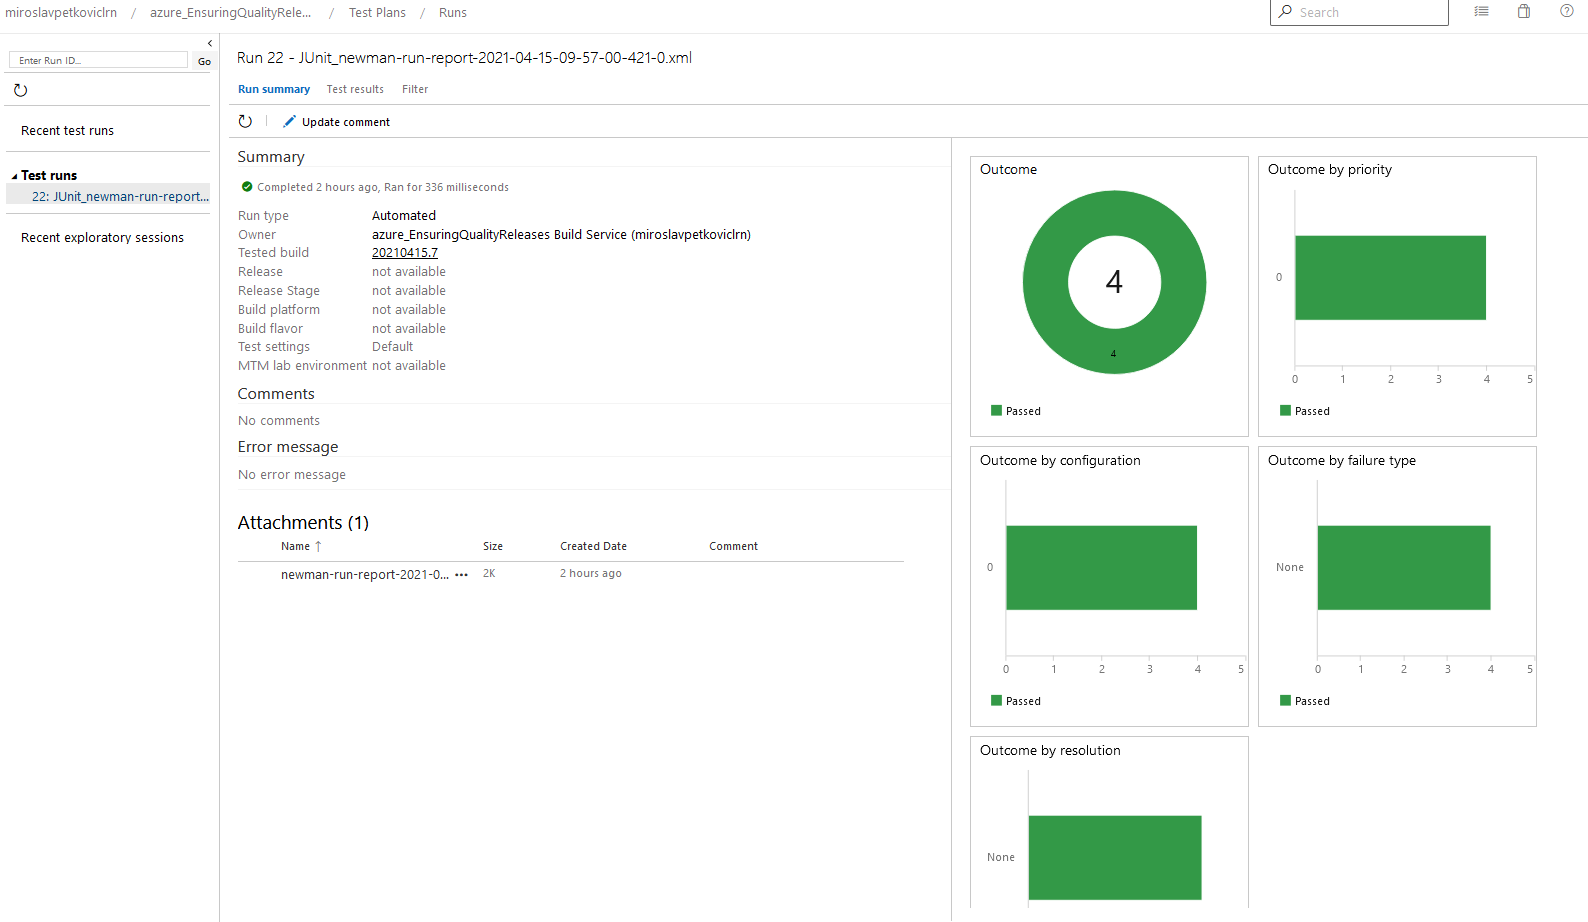 miroslavpetkoviclrn / azure_EnsuringQualityRele... / Test Plans / Runs
Search
Enter Run ID...
Go
Recent test runs
Test runs
22: JUnit_newman-run-report...
Recent exploratory sessions
Run 22 - JUnit_newman-run-report-2021-04-15-09-57-00-421-0.xml
Run summary Test results Filter
Update comment
Summary
Completed 2 hours ago, Ran for 336 milliseconds
Run type Automated
Owner azure_EnsuringQualityReleases Build Service (miroslavpetkoviclrn)
Tested build 20210415.7
Release not available
Release Stage not available
Build platform not available
Build flavor not available
Test settings Default
MTM lab environment not available
Comments
No comments
Error message
No error message
Attachments (1)
Name ↑ Size Created Date Comment
newman-run-report-2021-0... ••• 2K 2 hours ago
Outcome
4
4
Passed
Outcome by priority
0
0 1 2 3 4 5
Passed
Outcome by configuration
0
0 1 2 3 4 5
Passed
Outcome by failure type
None
0 1 2 3 4 5
Passed
Outcome by resolution
None